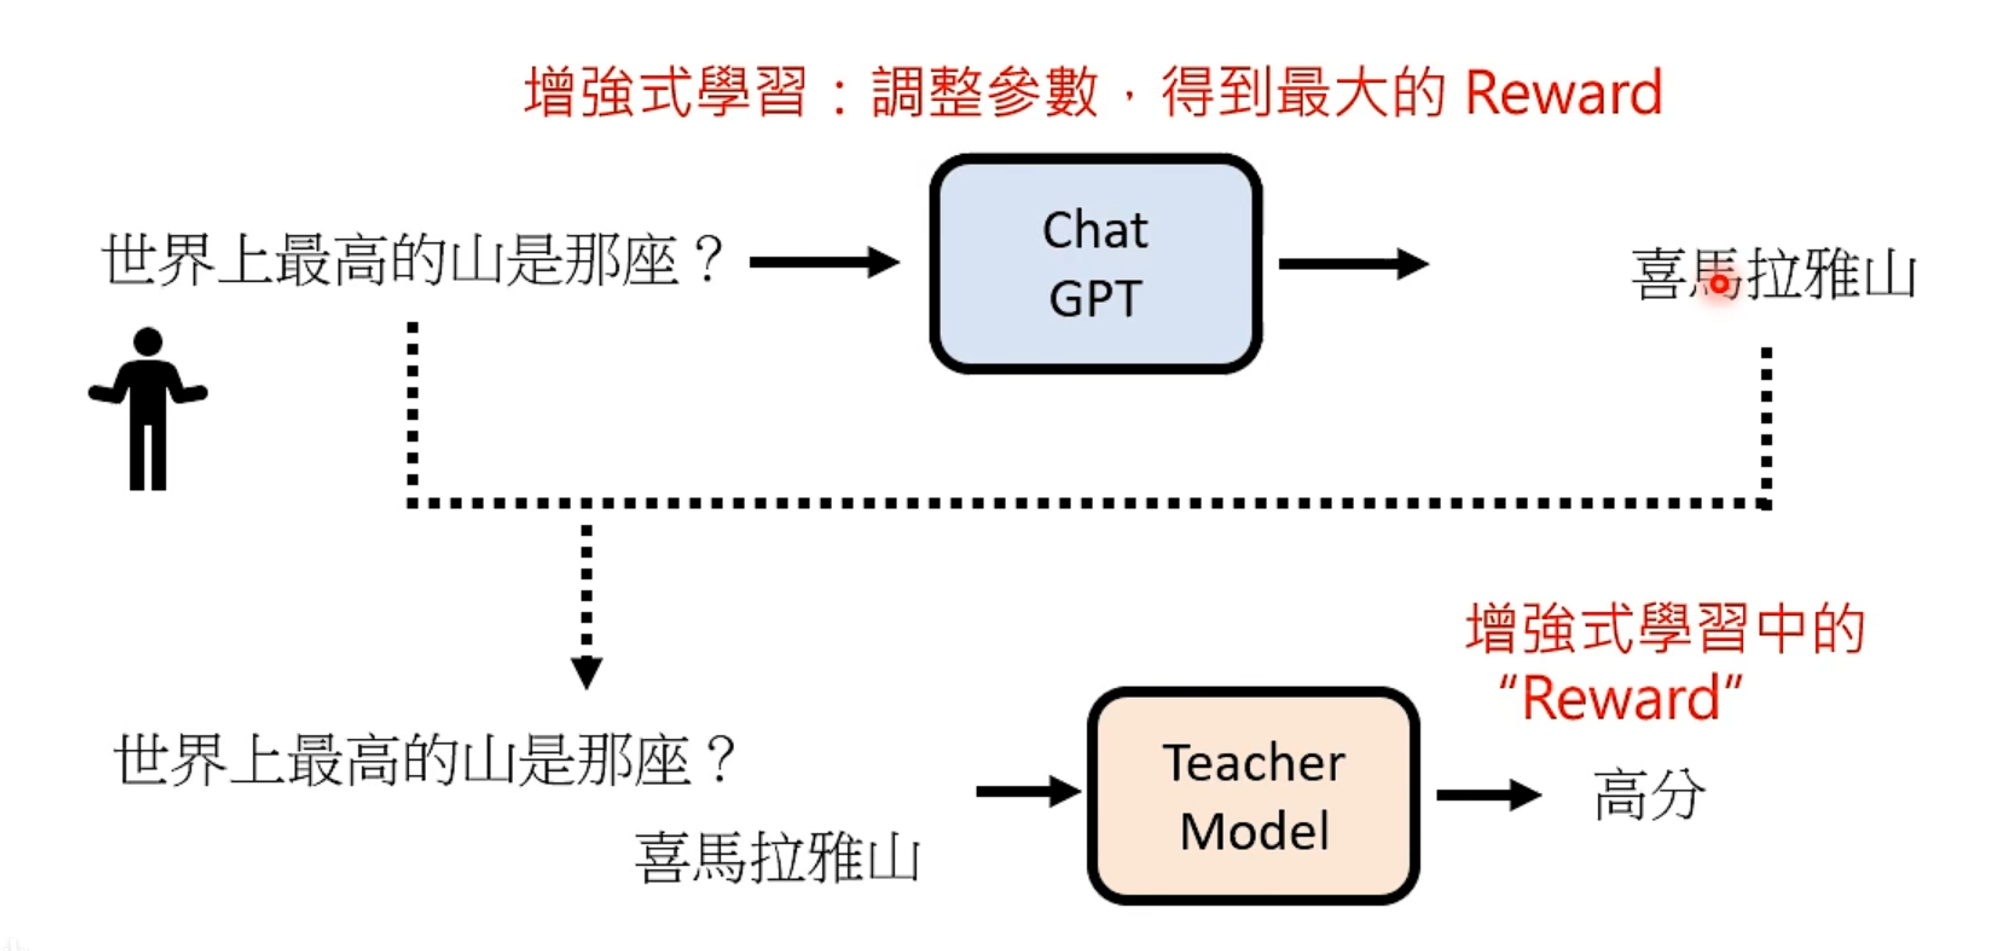 增強式學習：調整參數，得到最大的 Reward
世界上最高的山是那座？
Chat
GPT
喜馬拉雅山
增強式學習中的
“Reward”
世界上最高的山是那座？
喜馬拉雅山
Teacher
Model
高分